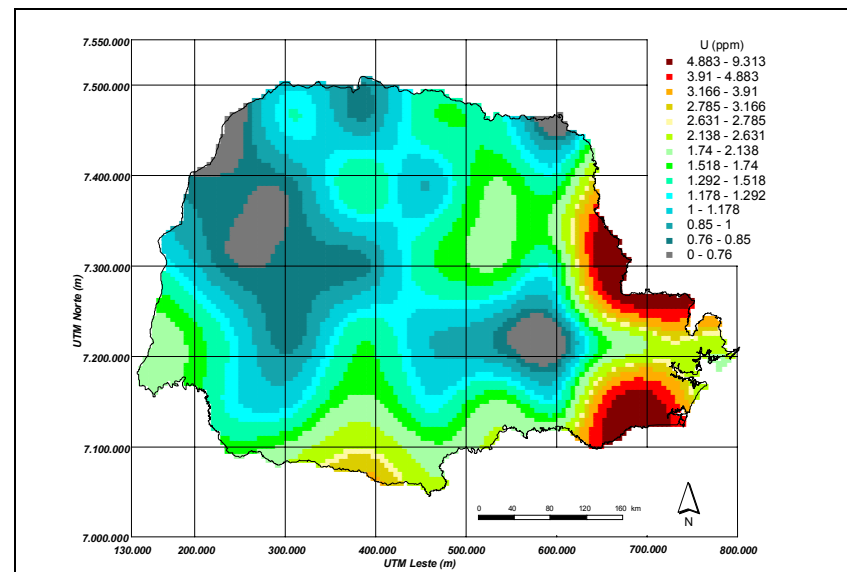 U (ppm)
4.883 - 9.313
3.91 - 4.883
3.166 - 3.91
2.785 - 3.166
2.631 - 2.785
2.138 - 2.631
1.74 - 2.138
1.518 - 1.74
1.292 - 1.518
1.178 - 1.292
1 - 1.178
0.85 - 1
0.76 - 0.85
0 - 0.76
7.550.000
7.500.000
7.400.000
7.300.000
7.200.000
7.100.000
7.000.000
UTM Norte (m)
0 40 80 120 160 km
N
130.000 200.000 300.000 400.000 500.000 600.000 700.000 800.000
UTM Leste (m)